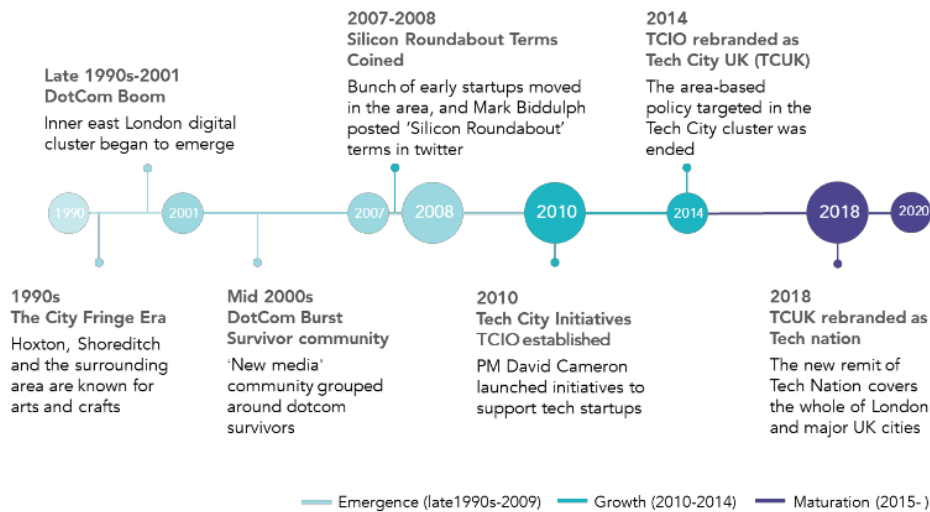 2007-2008
Silicon Roundabout Terms
Coined
Bunch of early startups moved
in the area, and Mark Biddulph
posted ‘Silicon Roundabout’
terms in twitter
2014
TCIO rebranded as
Tech City UK (TCUK)
The area-based
policy targeted in the
Tech City cluster was
ended
Late 1990s-2001
DotCom Boom
Inner east London digital
cluster began to emerge
1990
2001
2007
2008
2010
2014
2018
2020
1990s
The City Fringe Era
Hoxton, Shoreditch
and the surrounding
area are known for
arts and crafts
Mid 2000s
DotCom Burst
Survivor community
‘New media’
community grouped
around dotcom
survivors
2010
Tech City Initiatives
TCIO established
PM David Cameron
launched initiatives to
support tech startups
2018
TCUK rebranded as
Tech nation
The new remit of
Tech Nation covers
the whole of London
and major UK cities
Emergence (late1990s-2009)
Growth (2010-2014)
Maturation (2015- )